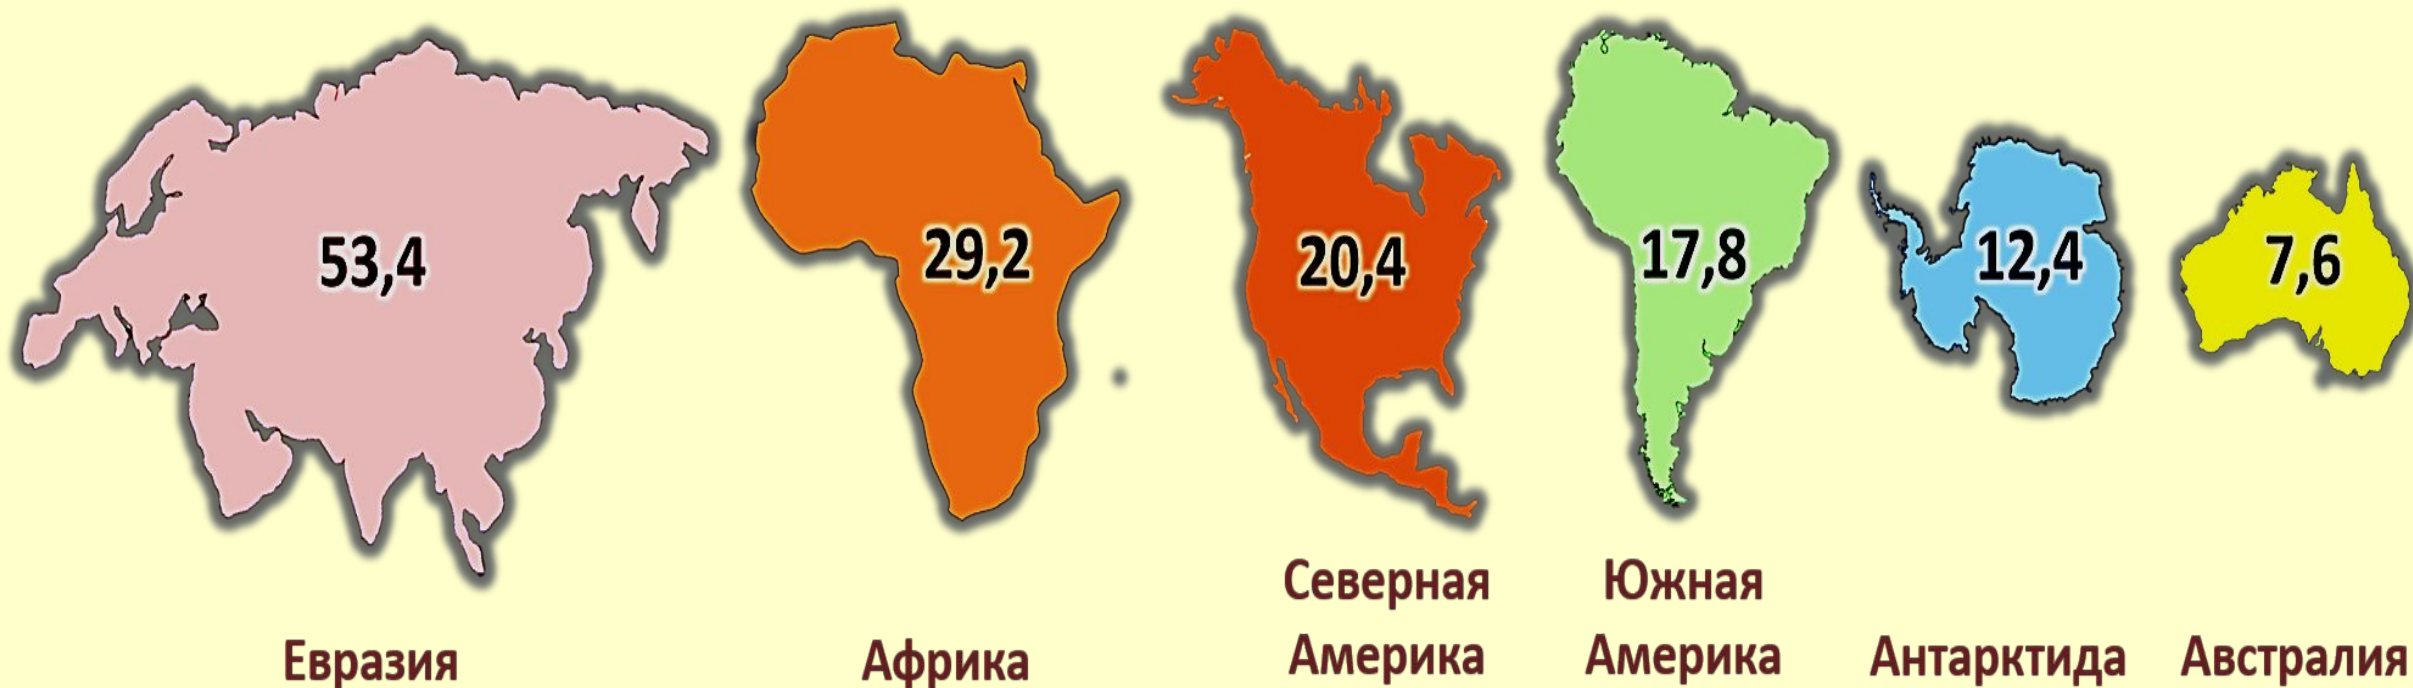 53,4
29,2
20,4
17,8
12,4
7,6
Евразия
Африка
Северная
Америка
Южная
Америка
Антарктида
Австралия